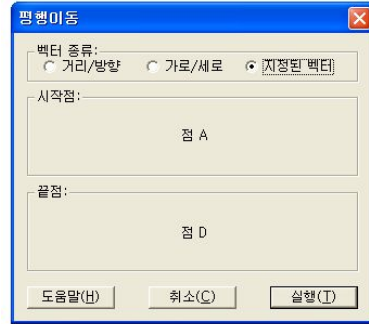 평행이동
벡터 종류:
거리/방향 가로/세로 지정된 벡터
시작점:
점 A
끝점:
점 D
도움말(H) 취소(C) 실행(T)